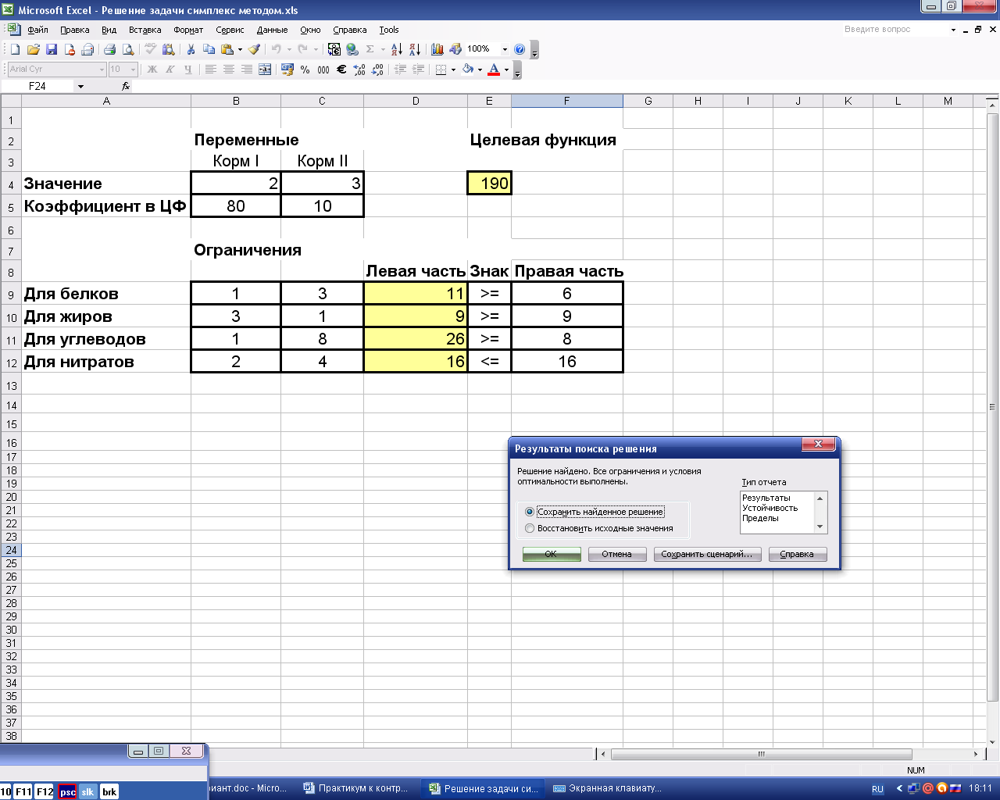 Microsoft Excel - Решение задачи симплекс методом.xls
Файл Правка Вид Вставка Формат Сервис Данные Окно Справка Tools Введите вопрос
100%
Arial Cyr 10 Ж К Ч % 000 €
F24 fx
A B C D E F G H I J K L M
1
2 Переменные Целевая функция
3 Корм I Корм II
4 Значение 2 3 190
5 Коэффициент в ЦФ 80 10
6
7 Ограничения
8 Левая часть Знак Правая часть
9 Для белков 1 3 11 >= 6
10 Для жиров 3 1 9 >= 9
11 Для углеводов 1 8 26 >= 8
12 Для нитратов 2 4 16 <= 16
13
14
15
16
17
18
19
20
21
22
23
24
25
26
27
28
29
30
31
32
33
34
35
36
37
38
Результаты поиска решения
Решение найдено. Все ограничения и условия
оптимальности выполнены.
Тип отчета
Результаты
Устойчивость
Пределы
Сохранить найденное решение
Восстановить исходные значения
ОК Отмена Сохранить сценарий... Справка
NUM
10 F11 F12 psc slk brk
риант.doc - Micro... Практикум к контр... Решение задачи си... Экранная клавиату... RU 18:11